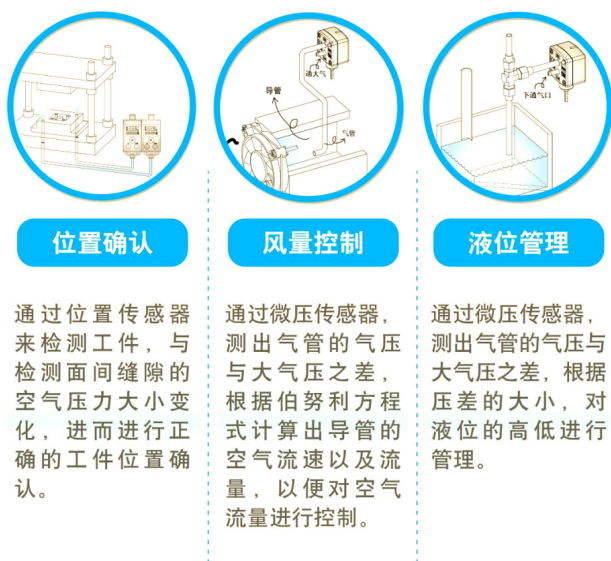 通大气
导管
气管
下通气口
位置确认
风量控制
液位管理
通过位置传感器
来检测工件，与
检测面间缝隙的
空气压力大小变
化，进而进行正
确的工件位置确
认。
通过微压传感器，
测出气管的气压
与大气压之差，
根据伯努利方程
式计算出导管的
空气流速以及流
量，以便对空气
流量进行控制。
通过微压传感器，
测出气管的气压与
大气压之差，根据
压差的大小，对
液位的高低进行
管理。